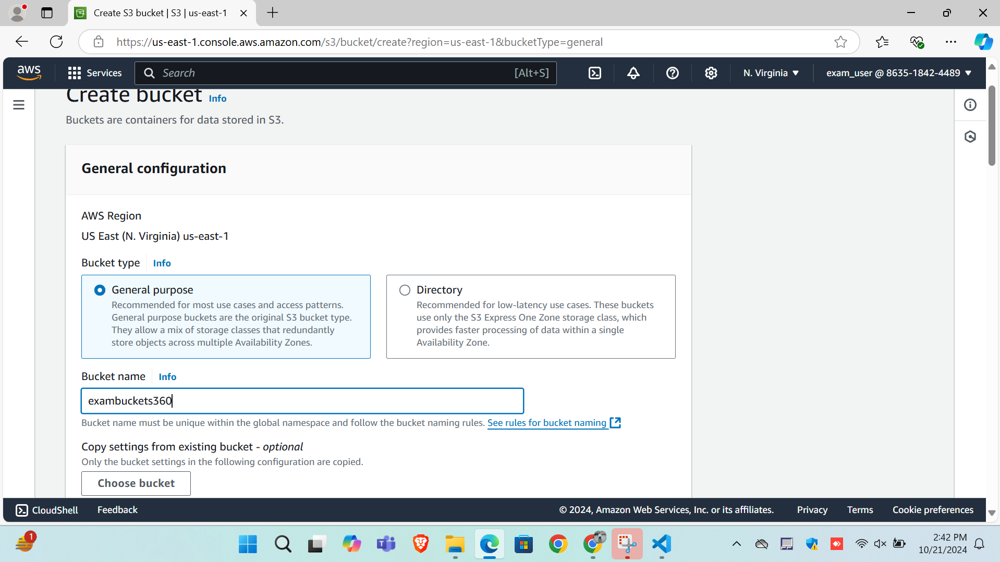 Create S3 bucket | S3 | us-east-1
https://us-east-1.console.aws.amazon.com/s3/bucket/create?region=us-east-1&bucketType=general
aws
Services
Search
[Alt+S]
N. Virginia
exam_user @ 8635-1842-4489
Create bucket Info
Buckets are containers for data stored in S3.
General configuration
AWS Region
US East (N. Virginia) us-east-1
Bucket type Info
General purpose
Recommended for most use cases and access patterns.
General purpose buckets are the original S3 bucket type.
They allow a mix of storage classes that redundantly
store objects across multiple Availability Zones.
Directory
Recommended for low-latency use cases. These buckets
use only the S3 Express One Zone storage class, which
provides faster processing of data within a single
Availability Zone.
Bucket name Info
exambuckets360
Bucket name must be unique within the global namespace and follow the bucket naming rules. See rules for bucket naming
Copy settings from existing bucket - optional
Only the bucket settings in the following configuration are copied.
Choose bucket
CloudShell
Feedback
© 2024, Amazon Web Services, Inc. or its affiliates.
Privacy
Terms
Cookie preferences
1
2:42 PM
10/21/2024